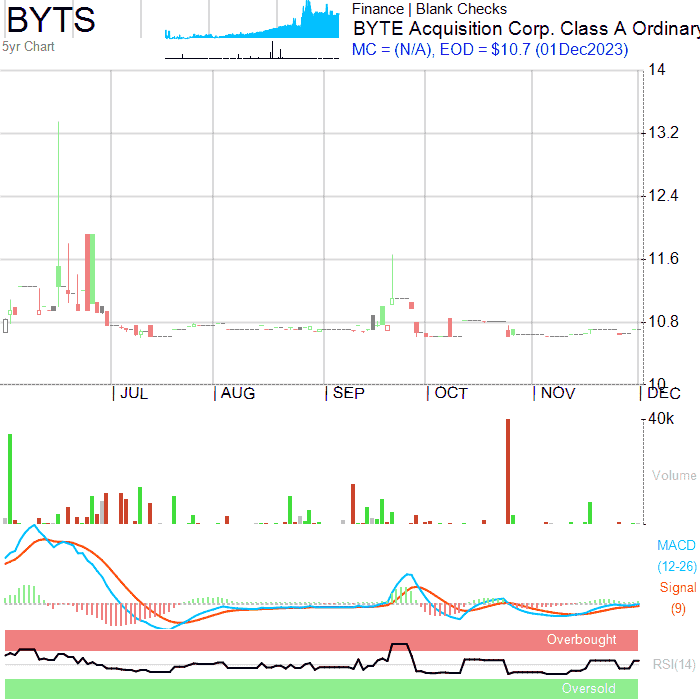 BYTS
5yr Chart
Finance | Blank Checks
BYTE Acquisition Corp. Class A Ordinary
MC = (N/A), EOD = $10.7 (01Dec2023)
14
13.2
12.4
11.6
10.8
10
JUL
AUG
SEP
OCT
NOV
DEC
40k
Volume
MACD
(12-26)
Signal
(9)
Overbought
RSI(14)
Oversold